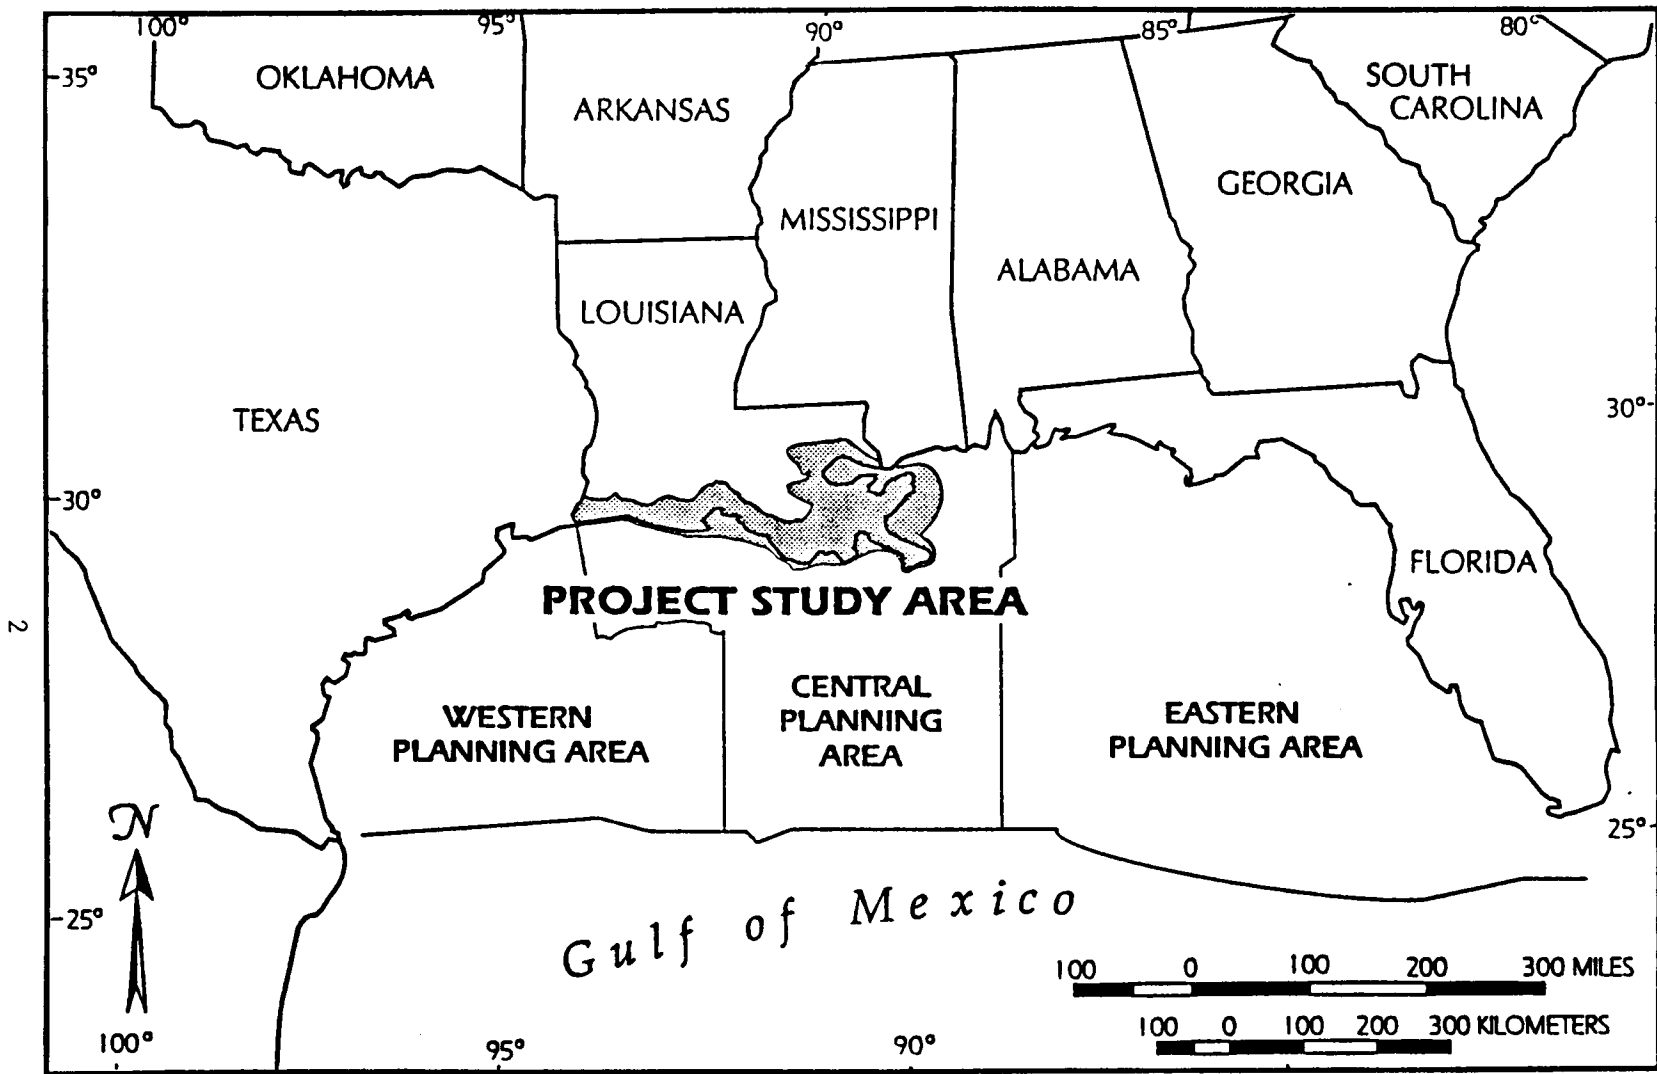 100°
95°
90°
85°
80°
35°
OKLAHOMA
ARKANSAS
SOUTH
CAROLINA
GEORGIA
MISSISSIPPI
ALABAMA
LOUISIANA
TEXAS
30°
30°
FLORIDA
PROJECT STUDY AREA
2
CENTRAL
PLANNING
AREA
WESTERN
PLANNING AREA
EASTERN
PLANNING AREA
N
25°
25°
Gulf of Mexico
100 0 100 200 300 MILES
100 0 100 200 300 KILOMETERS
100°
95°
90°